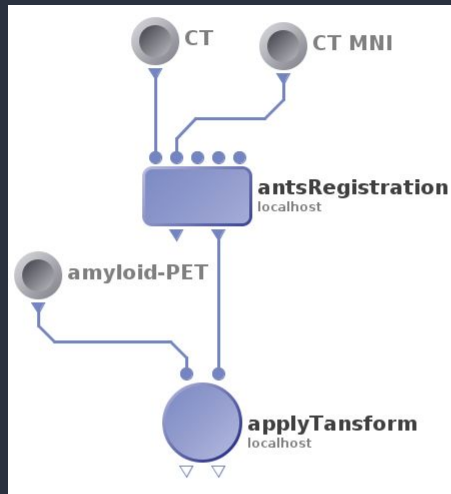 CT
CT MNI
antsRegistration
localhost
amyloid-PET
applyTansform
localhost